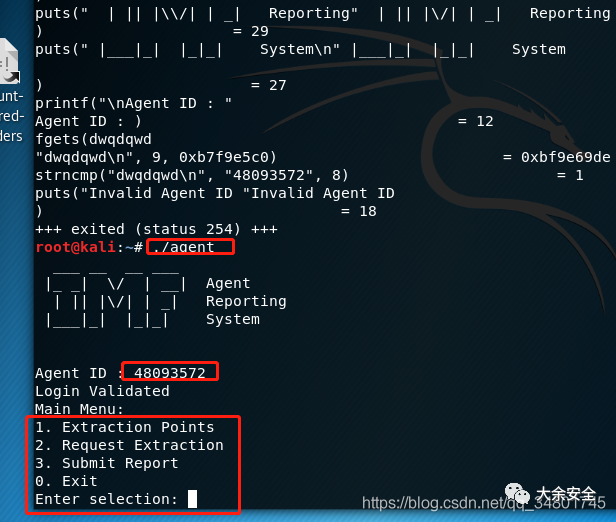 puts("  | || |\\/| | _|   Reporting"  | || |\/| | _|   Reporting
)                      = 29
puts(" |___|_|  |_|_|    System\n" |___|_|  |_|_|    System
)                        = 27
printf("\nAgent ID : "
Agent ID : )                                   = 12
fgets(dwqdqwd
"dwqdqwd\n", 9, 0xb7f9e5c0)                         = 0xbf9e69de
strncmp("dwqdqwd\n", "48093572", 8)                       = 1
puts("Invalid Agent ID "Invalid Agent ID
)                                  = 18
+++ exited (status 254) +++
root@kali:~# ./agent
  ___ __  __ ___
 |_ _|  \/  | __|  Agent
  | || |\/| | _|   Reporting
 |___|_|  |_|_|    System
Agent ID : 48093572
Login Validated
Main Menu:
1. Extraction Points
2. Request Extraction
3. Submit Report
0. Exit
Enter selection:
unt-
red-
ders
大余安全
https://blog.csdn.net/qq_34801745